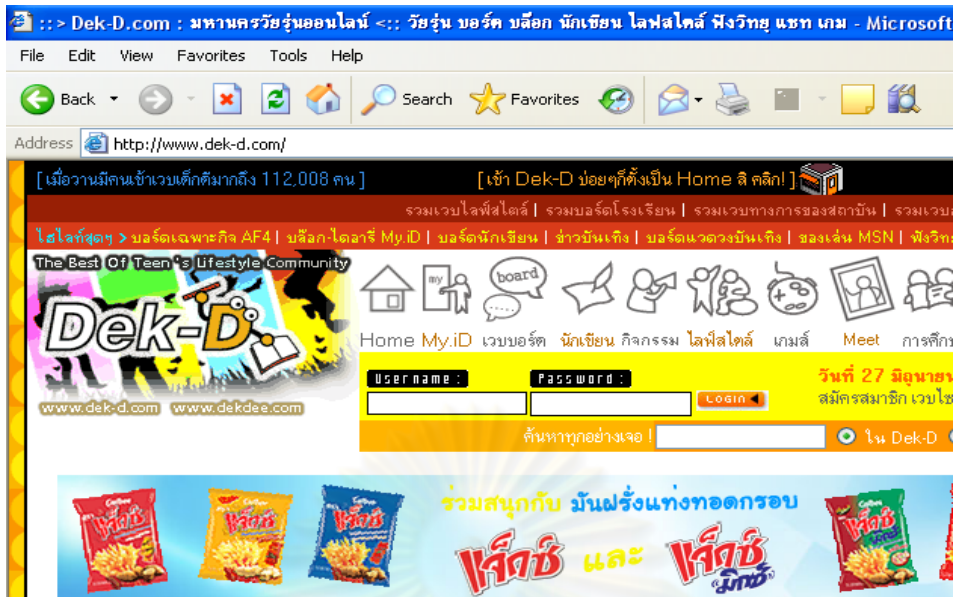 ::> Dek-D.com : มหานครวัยรุ่นออนไลน์ <:: วัยรุ่น บอร์ด บล็อก นักเขียน ไลฟสไตล์ ฟังวิทยุ แชท เกม - Microsoft
File Edit View Favorites Tools Help
Back Search Favorites
Address http://www.dek-d.com/
[ เมื่อวานมีคนเข้าเวบเด็กดีมากถึง 112,008 คน ] [ เข้า Dek-D บ่อยๆก็ตั้งเป็น Home สิ คลิก! ]
รวมเวบไลฟ์สไตล์ | รวมบอร์ดโรงเรียน | รวมเวบทางการของสถาบัน | รวมเวบ
ไฮไลท์สุดๆ > บอร์ดเฉพาะกิจ AF4 | บล๊อก-ไดอารี่ My.iD | บอร์ดนักเขียน | ข่าวบันเทิง | บอร์ดแวดวงบันเทิง | ของเล่น MSN | ฟังวิทย
The Best Of Teen's Lifestyle Community
my board
Dek-D
Home My.iD เวบบอร์ด นักเขียน กิจกรรม ไลฟ์สไตล์ เกมส์ Meet การศึกษ
Username : Password : วันที่ 27 มิถุนายน
LOGIN สมัครสมาชิก เวบไซ
www.dek-d.com www.dekdee.com
ค้นหาทุกอย่างเจอ ! ใน Dek-D
ร่วมสนุกกับ มันฝรั่งแท่งทอดกรอบ
แจ็กซ์ และ แจ็กซ์ มิกซ์